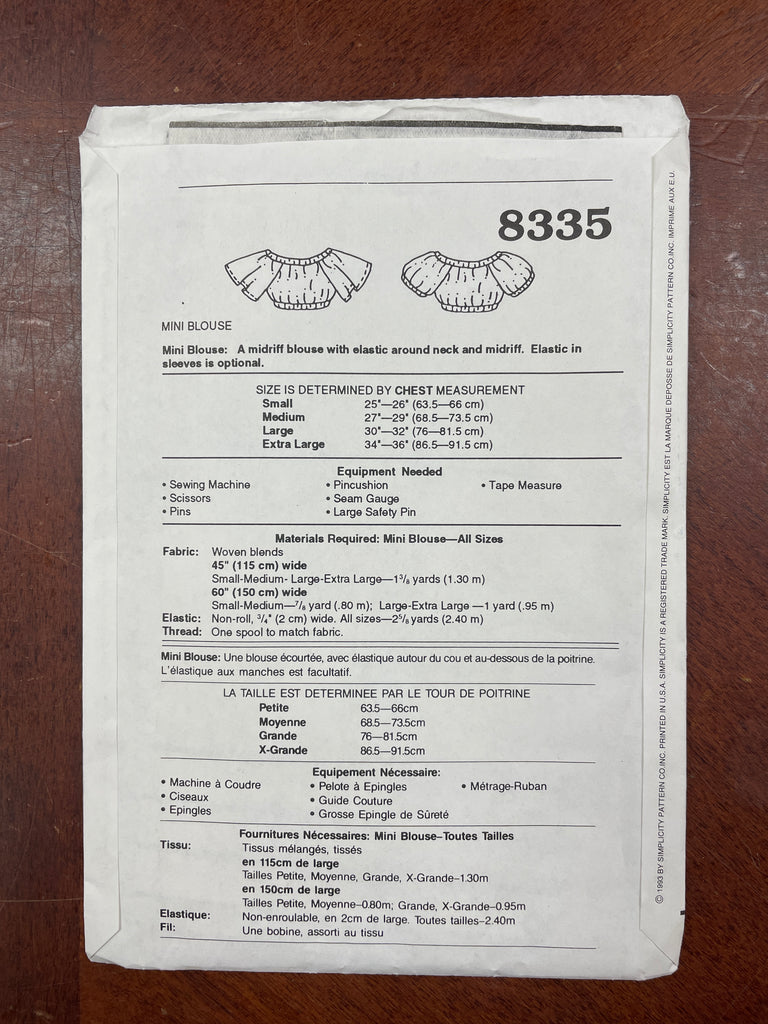 8335
MINI BLOUSE
Mini Blouse: A midriff blouse with elastic around neck and midriff. Elastic in
sleeves is optional.
SIZE IS DETERMINED BY CHEST MEASUREMENT
Small 25"—26" (63.5—66 cm)
Medium 27"—29" (68.5—73.5 cm)
Large 30"—32" (76—81.5 cm)
Extra Large 34"—36" (86.5—91.5 cm)
Equipment Needed
• Sewing Machine • Pincushion • Tape Measure
• Scissors • Seam Gauge
• Pins • Large Safety Pin
Materials Required: Mini Blouse—All Sizes
Fabric: Woven blends
45" (115 cm) wide
Small-Medium- Large-Extra Large—1 3/8 yards (1.30 m)
60" (150 cm) wide
Small-Medium—7/8 yard (.80 m); Large-Extra Large —1 yard (.95 m)
Elastic: Non-roll, 3/4" (2 cm) wide. All sizes—2 5/8 yards (2.40 m)
Thread: One spool to match fabric.
Mini Blouse: Une blouse écourtée, avec élastique autour du cou et au-dessous de la poitrine.
L'élastique aux manches est facultatif.
LA TAILLE EST DETERMINEE PAR LE TOUR DE POITRINE
Petite 63.5—66cm
Moyenne 68.5—73.5cm
Grande 76—81.5cm
X-Grande 86.5—91.5cm
Equipement Nécessaire:
• Machine à Coudre • Pelote à Epingles • Métrage-Ruban
• Ciseaux • Guide Couture
• Epingles • Grosse Epingle de Sûreté
Fournitures Nécessaires: Mini Blouse–Toutes Tailles
Tissu: Tissus mélangés, tissés
en 115cm de large
Tailles Petite, Moyenne, Grande, X-Grande–1.30m
en 150cm de large
Tailles Petite, Moyenne–0.80m; Grande, X-Grande–0.95m
Elastique: Non-enroulable, en 2cm de large. Toutes tailles–2.40m
Fil: Une bobine, assorti au tissu
© 1993 BY SIMPLICITY PATTERN CO.INC. PRINTED IN U.S.A. SIMPLICITY IS A REGISTERED TRADE MARK. SIMPLICITY EST LA MARQUE DEPOSSE DE SIMPLICITY PATTERN CO.INC. IMPRIME AUX E.U.